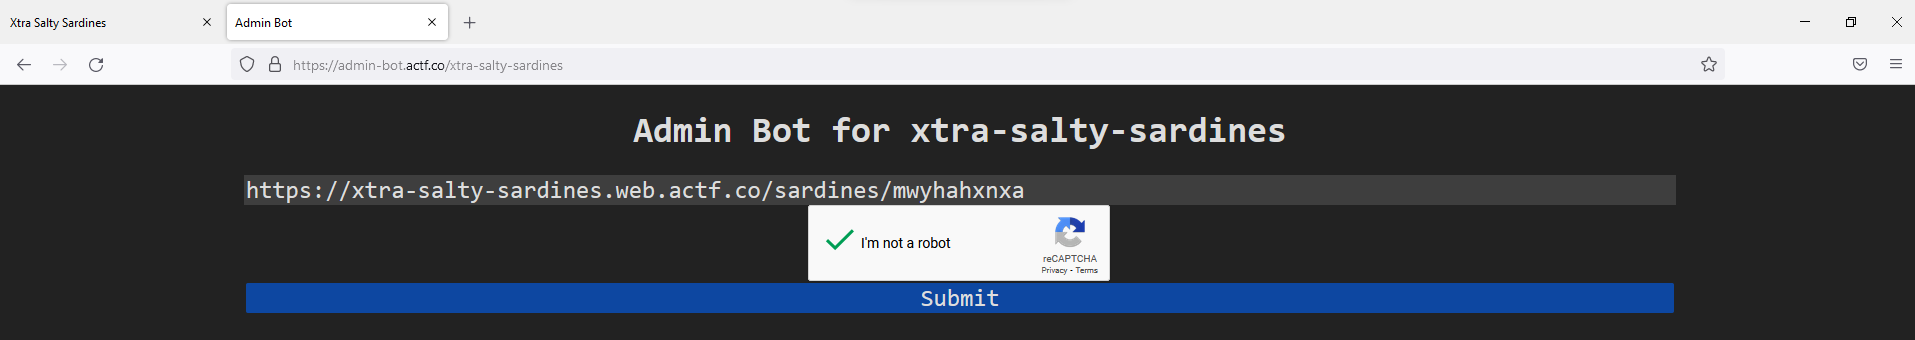 Xtra Salty Sardines
Admin Bot
https://admin-bot.actf.co/xtra-salty-sardines
Admin Bot for xtra-salty-sardines
https://xtra-salty-sardines.web.actf.co/sardines/mwyhahxnxa
I'm not a robot
reCAPTCHA
Privacy - Terms
Submit